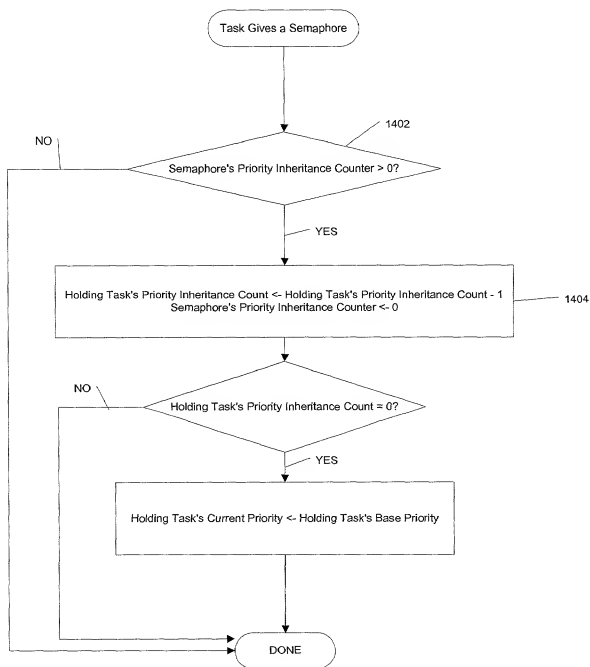 Task Gives a Semaphore
1402
NO
Semaphore's Priority Inheritance Counter > 0?
YES
Holding Task's Priority Inheritance Count <- Holding Task's Priority Inheritance Count - 1
Semaphore's Priority Inheritance Counter <- 0
1404
NO
Holding Task's Priority Inheritance Count = 0?
YES
Holding Task's Current Priority <- Holding Task's Base Priority
DONE